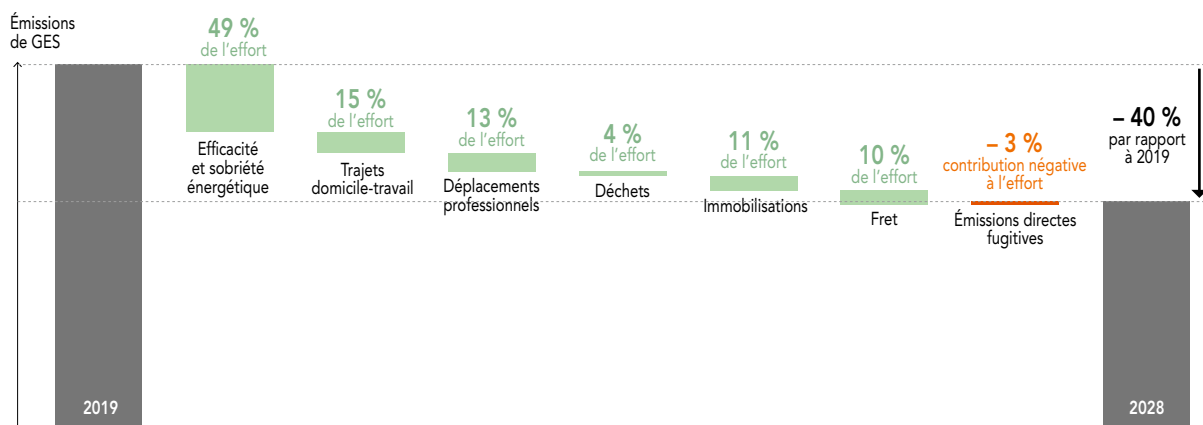 Émissions
de GES
49 %
de l'effort
Efficacité
et sobriété
énergétique
15 %
de l'effort
Trajets
domicile-travail
13 %
de l'effort
Déplacements
professionnels
4 %
de l'effort
Déchets
11 %
de l'effort
Immobilisations
10 %
de l'effort
Fret
– 3 %
contribution négative
à l'effort
Émissions directes
fugitives
– 40 %
par rapport
à 2019
2019
2028